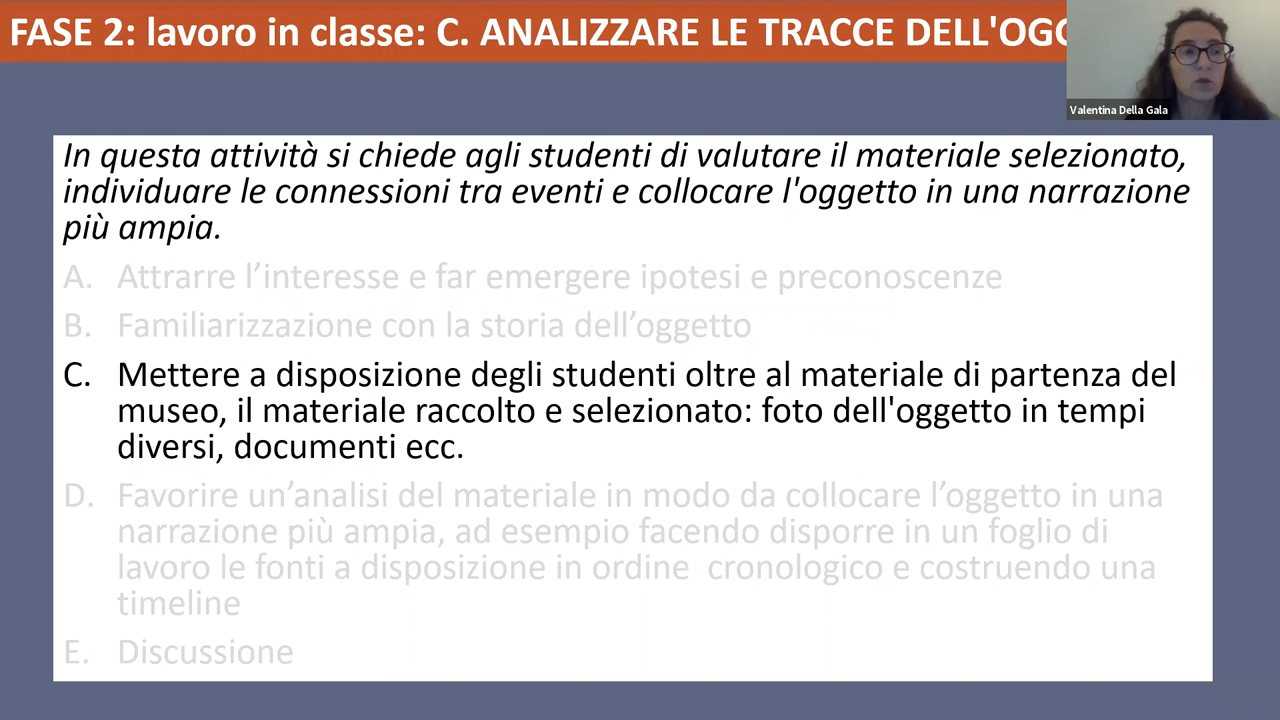 FASE 2: lavoro in classe: C. ANALIZZARE LE TRACCE
Valentina Della Gala
In questa attività si chiede agli studenti di valutare il materiale selezionato,
individuare le connessioni tra eventi e collocare l'oggetto in una narrazione
più ampia.
A. Attrarre l’interesse e far emergere ipotesi e preconoscenze
B. Familiarizzazione con la storia dell’oggetto
C. Mettere a disposizione degli studenti oltre al materiale di partenza del
museo, il materiale raccolto e selezionato: foto dell'oggetto in tempi
diversi, documenti ecc.
D. Favorire un’analisi del materiale in modo da collocare l’oggetto in una
narrazione più ampia, ad esempio facendo disporre in un foglio di
lavoro le fonti a disposizione in ordine cronologico e costruendo una
timeline
E. Discussione